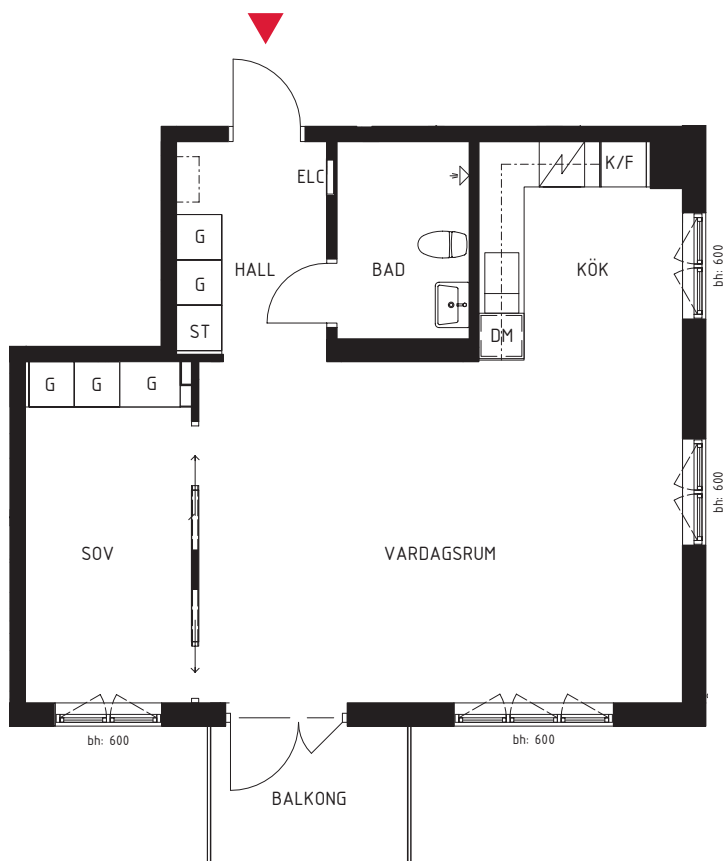 K/F
ELC
G
HALL
BAD
KÖK
bh: 600
G
ST
DM
G
G
G
bh: 600
SOV
VARDAGSRUM
bh: 600
bh: 600
BALKONG